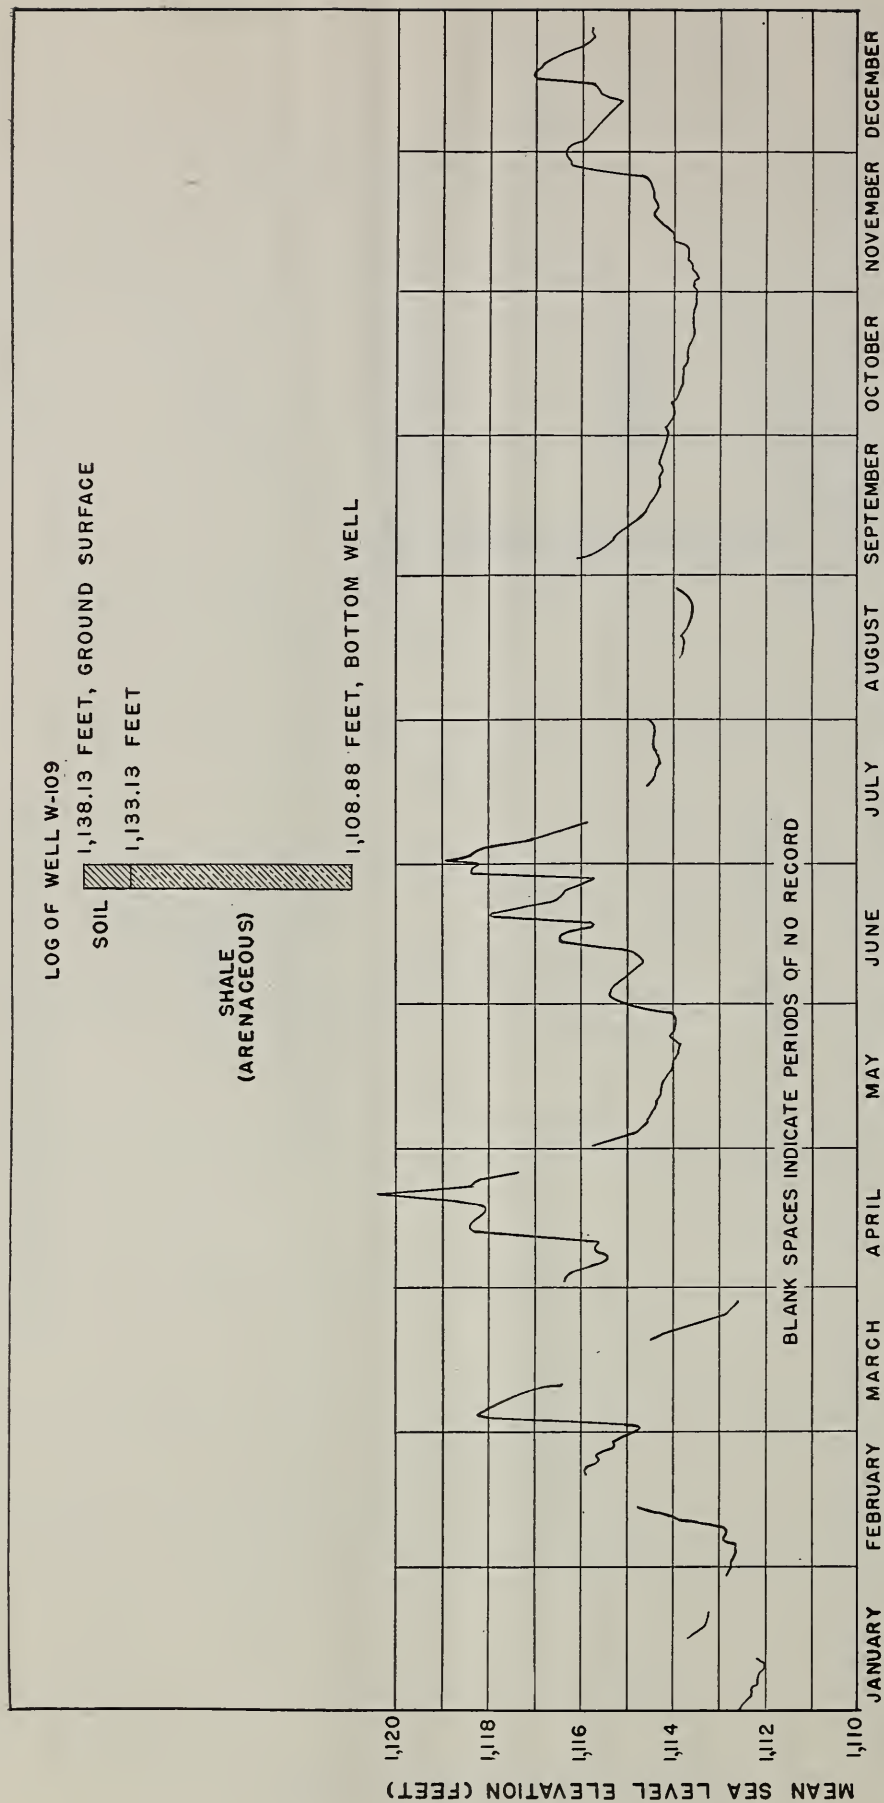 LOG OF WELL W-109
1,138.13 FEET, GROUND SURFACE
SOIL
1,133.13 FEET
SHALE
(ARENACEOUS)
1,108.88 FEET, BOTTOM WELL
MEAN SEA LEVEL ELEVATION (FEET)
1,120
1,118
1,116
1,114
1,112
1,110
BLANK SPACES INDICATE PERIODS OF NO RECORD
JANUARY FEBRUARY MARCH APRIL MAY JUNE JULY AUGUST SEPTEMBER OCTOBER NOVEMBER DECEMBER